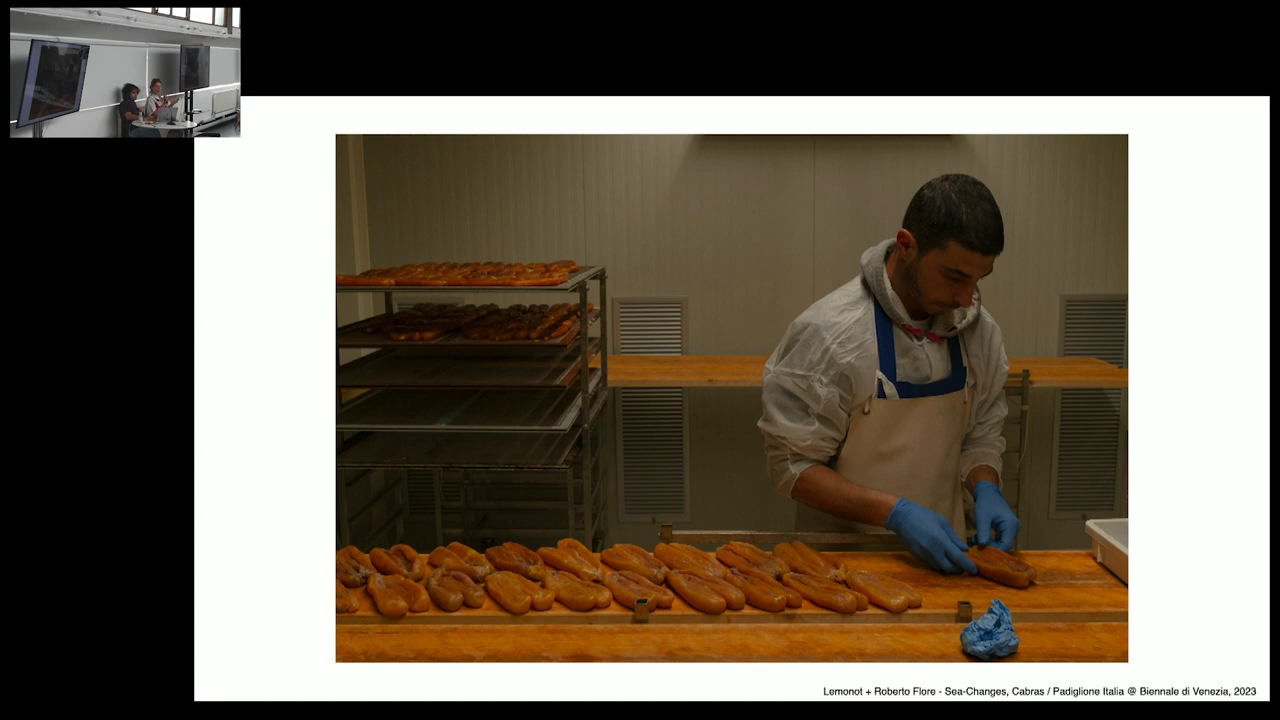 Lemonot + Roberto Flore - Sea-Changes, Cabras / Padiglione Italia @ Biennale di Venezia, 2023